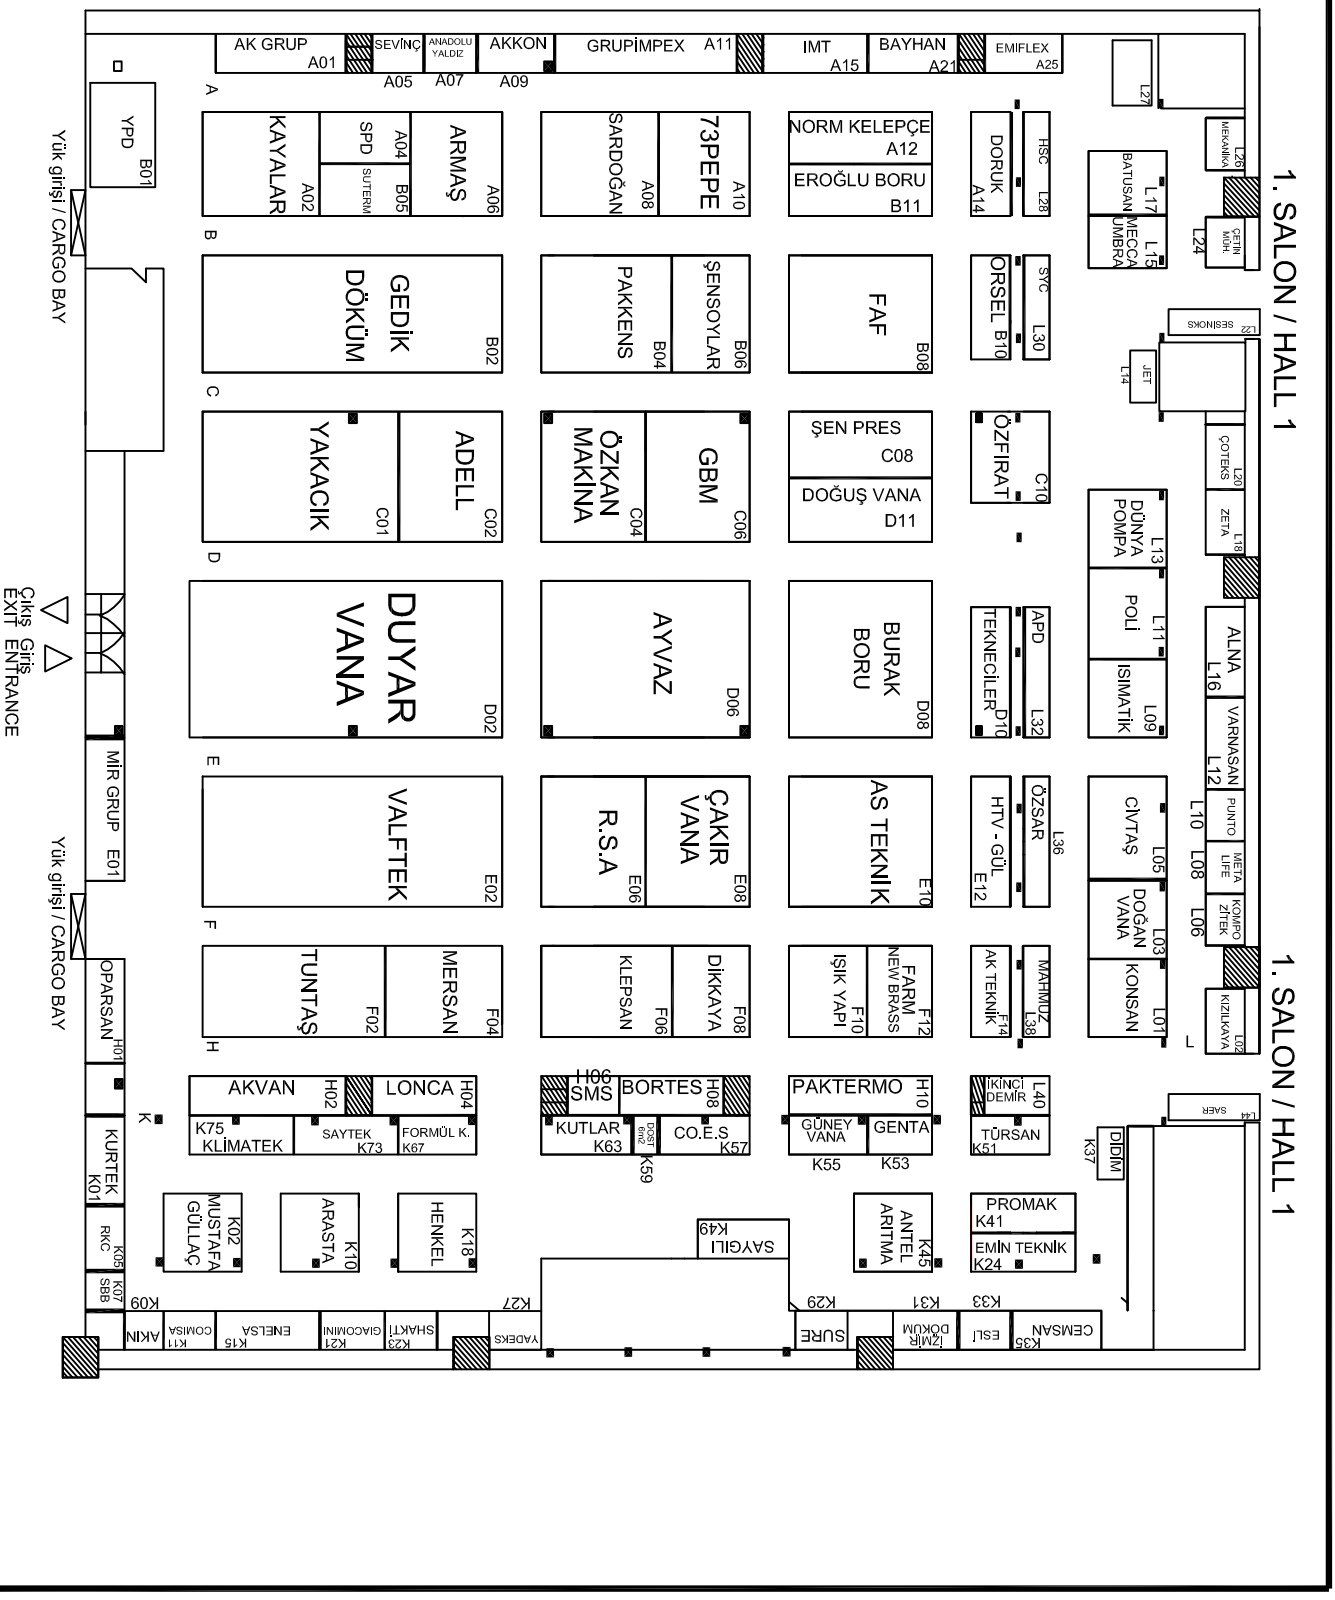 1. SALON / HALL 1
1. SALON / HALL 1
AK GRUP
A01
SEVİNÇ
A05
ANADOLU
YALDIZ
A07
AKKON
A09
GRUPİMPEX
A11
IMT
A15
BAYHAN
A21
EMIFLEX
A25
L27
A
YPD
B01
KAYALAR
A02
SPD
A04
SUTERM
B05
ARMAŞ
A06
SARDOĞAN
A08
73PEPE
A10
NORM KELEPÇE
A12
EROĞLU BORU
B11
DORUK
A14
HSC
L28
BATUSAN
L17
MECCA
UMBRA
L15
MEKANİKA
L26
ÇETİN
MÜH.
L24
Yük girişi / CARGO BAY
B
GEDİK
DÖKÜM
B02
PAKKENS
B04
ŞENSOYLAR
B06
FAF
B08
ORSEL
B10
SYC
L30
SESİNOKS
L22
JET
L14
C
YAKACIK
C01
ADELL
C02
ÖZKAN
MAKİNA
C04
GBM
C06
ŞEN PRES
C08
DOĞUŞ VANA
D11
ÖZFIRAT
C10
ÇOTEKS
L20
ZETA
L18
DÜNYA
POMPA
L13
POLİ
L11
ISIMATİK
L09
D
Çıkış Giriş
EXIT ENTRANCE
DUYAR
VANA
D02
AYVAZ
D06
BURAK
BORU
D08
TEKNECİLER
D10
APD
L32
ALNA
L16
VARNASAN
L12
PUNTO
L10
META
LIFE
L08
KOMPO
ZİTEK
L06
E
MİR GRUP
E01
VALFTEK
E02
R.S.A
E06
ÇAKIR
VANA
E08
AS TEKNİK
E10
HTV - GÜL
E12
ÖZSAR
L36
CİVTAŞ
L05
DOĞAN
VANA
L03
KONSAN
L01
Yük girişi / CARGO BAY
F
OPARSAN
H01
TUNTAŞ
F02
MERSAN
F04
KLEPSAN
F06
DİKKAYA
F08
IŞIK YAPI
F10
FARM
NEW BRASS
F12
AK TEKNİK
F14
MAHMUZ
L38
L
KIZILKAYA
L02
H
AKVAN
H02
LONCA
H04
H06
SMS
BORTES
H08
PAKTERMO
H10
İKİNCİ
DEMİR
L40
SAER
L44
K
K75
KLİMATEK
SAYTEK
K73
FORMÜL K.
K67
KUTLAR
K63
DOST
6m2
K59
CO.E.S
K57
GÜNEY
VANA
K55
GENTA
K53
TÜRSAN
K51
DİDİM
K37
KURTEK
K01
RKC
K05
SBB
K07
K02
MUSTAFA
GÜLLAÇ
ARASTA
K10
HENKEL
K18
SAYGILI
K49
ANTEL
ARITMA
K45
PROMAK
K41
EMİN TEKNİK
K24
K09
AKIN
COMISA
K11
ENELSA
K15
GIACOMINI
K21
SHAKTİ
K23
K27
YADEKS
K29
SURE
K31
İZMİR
DÖKÜM
K33
ESLİ
CEMSAN
K35